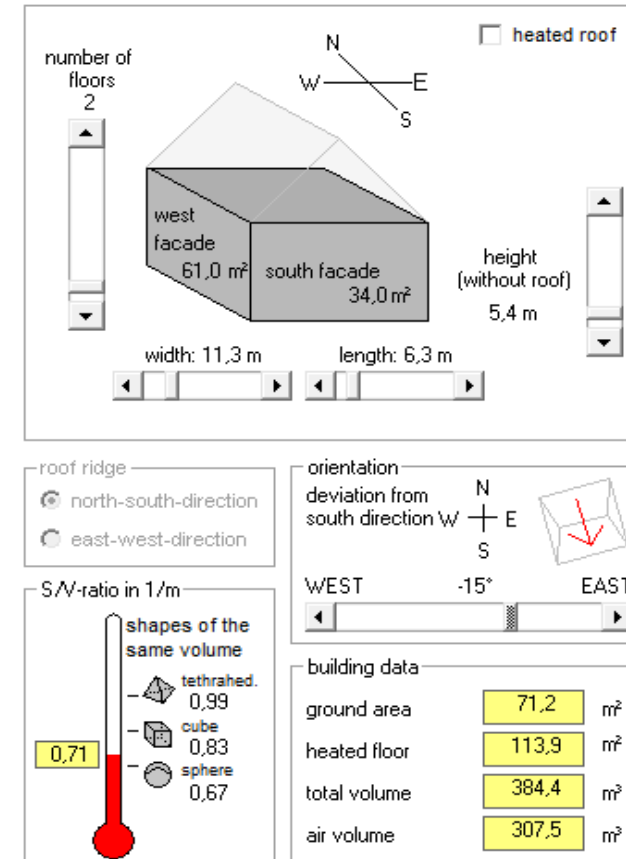 heated roof
number of
floors
2
N
W E
S
west
facade
61,0 m²
south facade
34,0 m²
height
(without roof)
5,4 m
width: 11,3 m
length: 6,3 m
roof ridge
north-south-direction
east-west-direction
orientation
deviation from
south direction
N
W E
S
WEST -15° EAST
S/V-ratio in 1/m
shapes of the
same volume
tethrahed.
0,99
cube
0,83
0,71
sphere
0,67
building data
ground area 71,2 m²
heated floor 113,9 m²
total volume 384,4 m³
air volume 307,5 m³